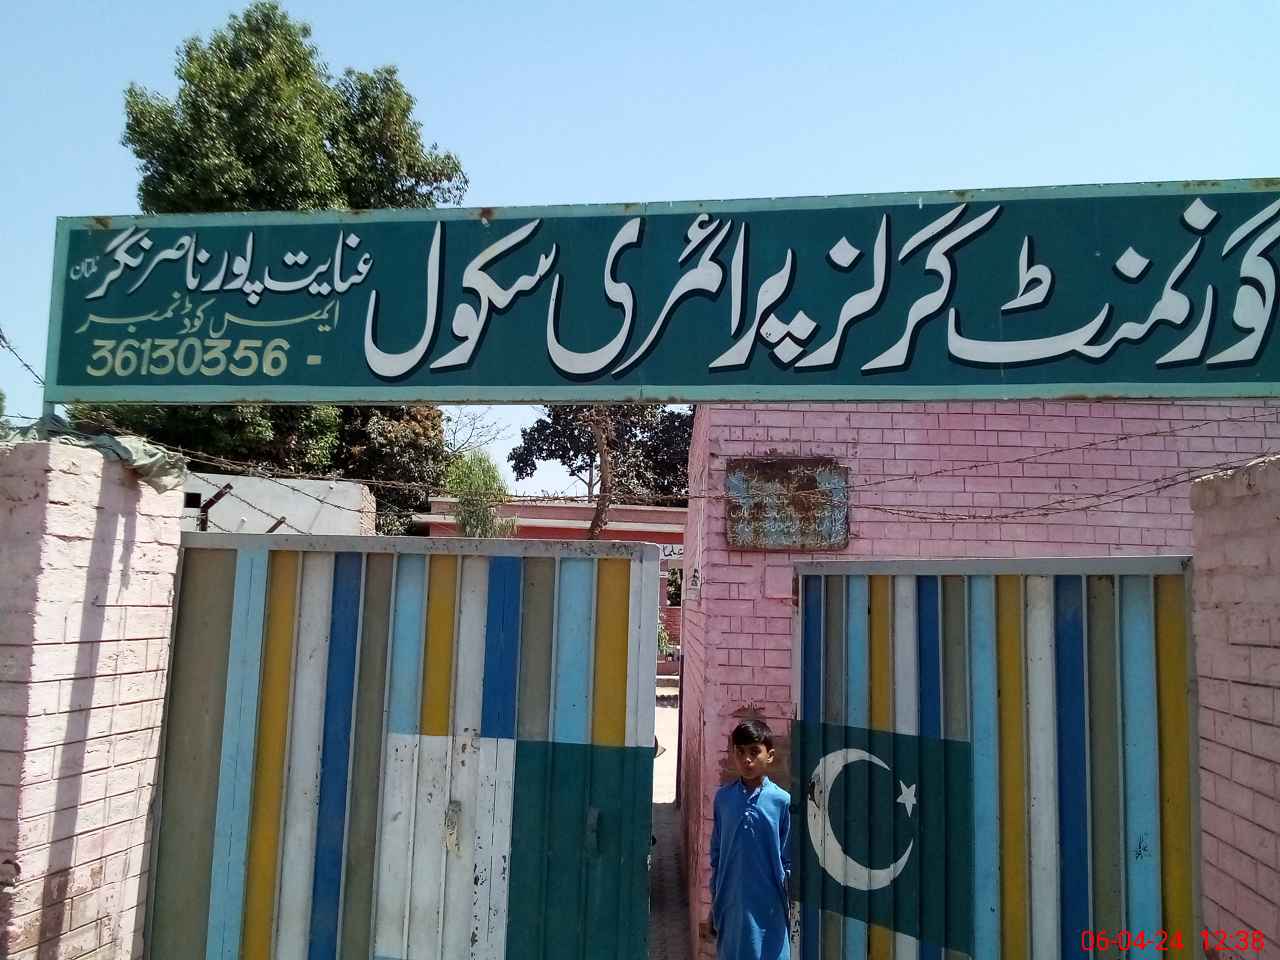 گورنمنٹ گرلز پرائمری سکول
عنایت پور ناصر نگر ملتان
ایمس کوڈ نمبر
36130356 -
06-04-24 12:38